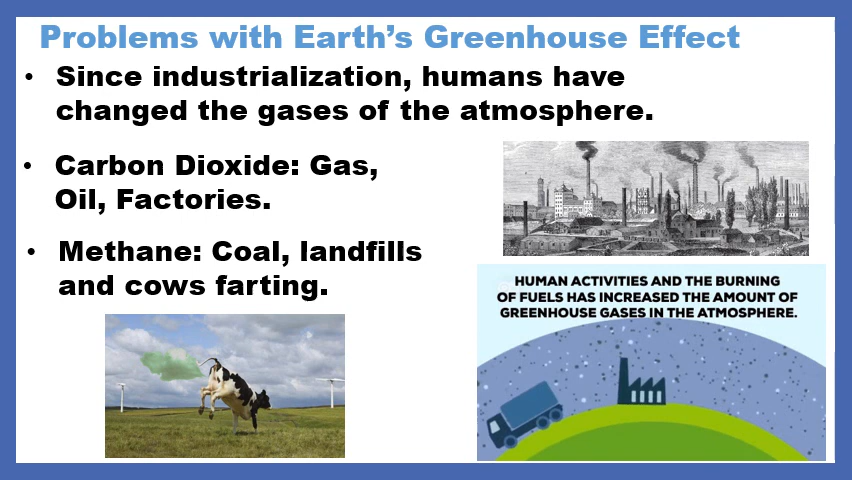 Problems with Earth’s Greenhouse Effect
• Since industrialization, humans have
changed the gases of the atmosphere.
• Carbon Dioxide: Gas,
Oil, Factories.
• Methane: Coal, landfills
and cows farting.
HUMAN ACTIVITIES AND THE BURNING
OF FUELS HAS INCREASED THE AMOUNT OF
GREENHOUSE GASES IN THE ATMOSPHERE.